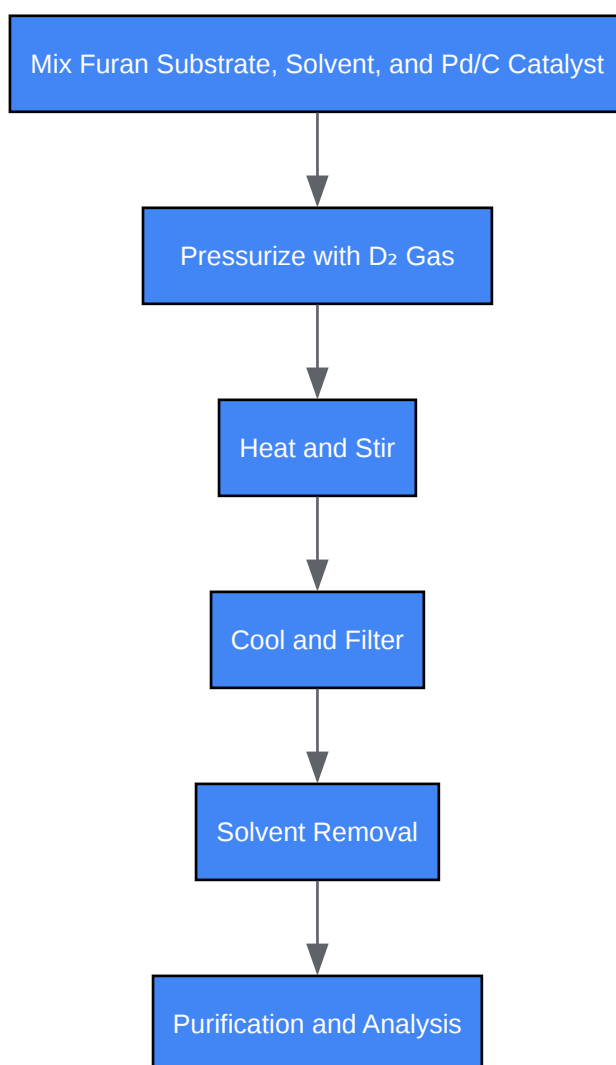 Mix Furan Substrate, Solvent, and Pd/C Catalyst
Pressurize with D₂ Gas
Heat and Stir
Cool and Filter
Solvent Removal
Purification and Analysis